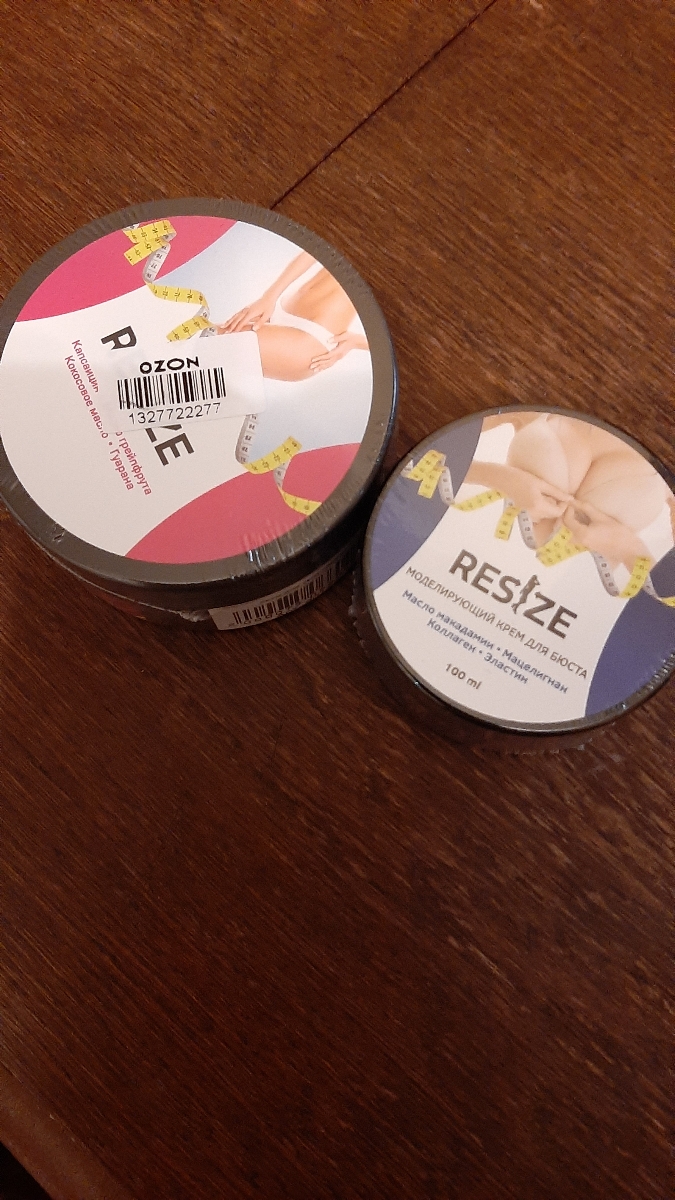 R
ZE
OZON
1327722277
Капсаицин
грейпфрута
Кокосовое масло • Гуарана
RESIZE
МОДЕЛИРУЮЩИЙ КРЕМ ДЛЯ БЮСТА
Масло макадамии • Мацелигнан
Коллаген • Эластин
100 ml